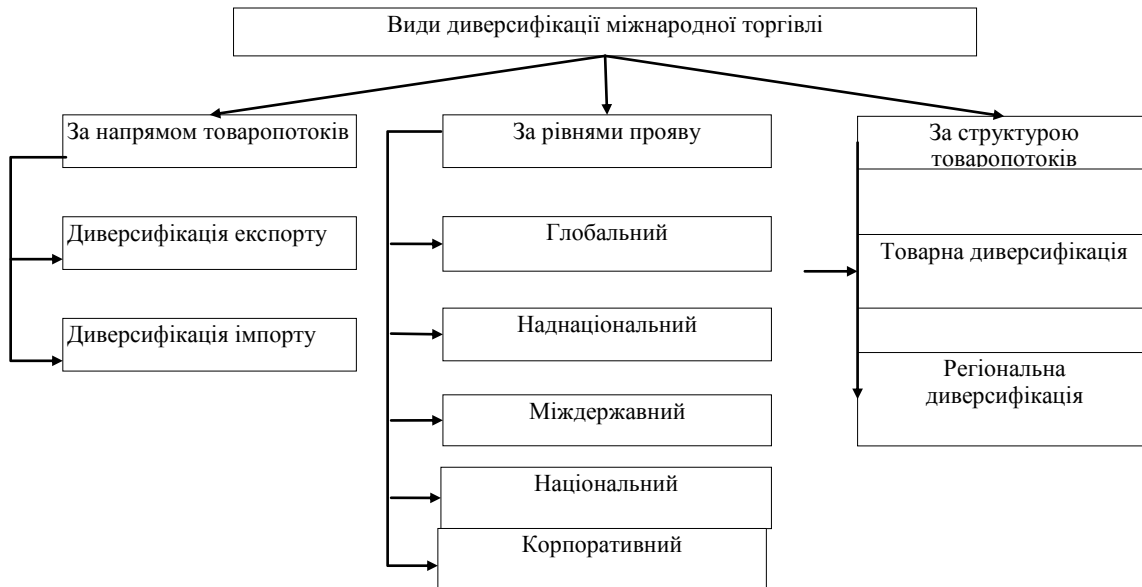 Види диверсифікації міжнародної торгівлі
За напрямом товаропотоків
Диверсифікація експорту
Диверсифікація імпорту
За рівнями прояву
Глобальний
Наднаціональний
Міждержавний
Національний
Корпоративний
За структурою
товаропотоків
Товарна диверсифікація
Регіональна
диверсифікація